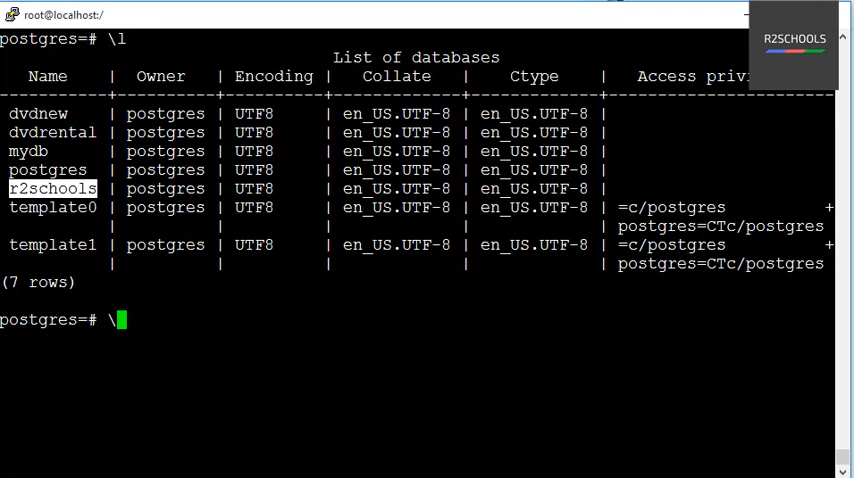 root@localhost:/
R2SCHOOLS
postgres=# \l
List of databases
Name | Owner | Encoding | Collate | Ctype | Access privi
-----------+----------+----------+-------------+-------------+-----------------------
dvdnew | postgres | UTF8 | en_US.UTF-8 | en_US.UTF-8 |
dvdrental | postgres | UTF8 | en_US.UTF-8 | en_US.UTF-8 |
mydb | postgres | UTF8 | en_US.UTF-8 | en_US.UTF-8 |
postgres | postgres | UTF8 | en_US.UTF-8 | en_US.UTF-8 |
r2schools | postgres | UTF8 | en_US.UTF-8 | en_US.UTF-8 |
template0 | postgres | UTF8 | en_US.UTF-8 | en_US.UTF-8 | =c/postgres +
| | | | | postgres=CTc/postgres
template1 | postgres | UTF8 | en_US.UTF-8 | en_US.UTF-8 | =c/postgres +
| | | | | postgres=CTc/postgres
(7 rows)
postgres=# \